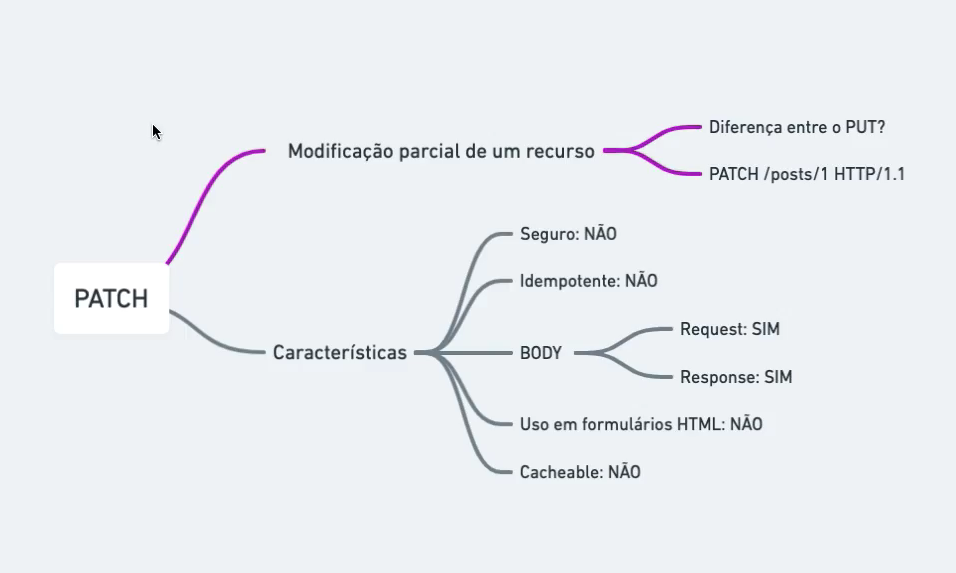 PATCH
Modificação parcial de um recurso
Diferença entre o PUT?
PATCH /posts/1 HTTP/1.1
Características
Seguro: NÃO
Idempotente: NÃO
BODY
Request: SIM
Response: SIM
Uso em formulários HTML: NÃO
Cacheable: NÃO